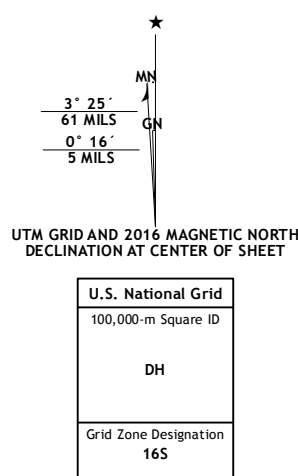 ★
MN
3° 25´
61 MILS
GN
0° 16´
5 MILS
UTM GRID AND 2016 MAGNETIC NORTH
DECLINATION AT CENTER OF SHEET
U.S. National Grid
100,000-m Square ID
DH
Grid Zone Designation
16S